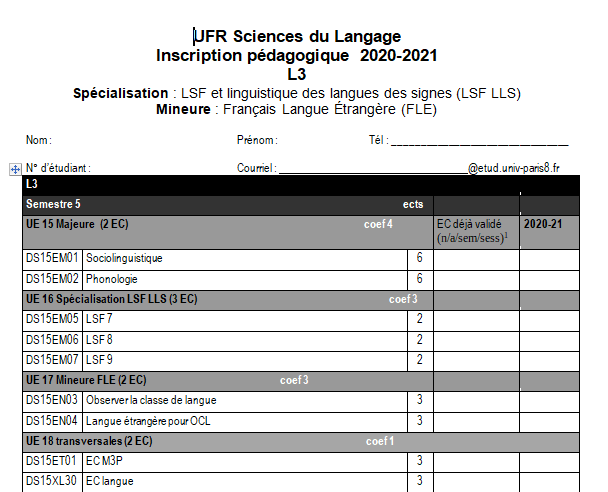 UFR Sciences du Langage
Inscription pédagogique 2020-2021
L3
Spécialisation : LSF et linguistique des langues des signes (LSF LLS)
Mineure : Français Langue Étrangère (FLE)
Nom : Prénom : Tél : ______________________________
N° d'étudiant : Courriel : ________________________________@etud.univ-paris8.fr
L3
Semestre 5 ects
UE 15 Majeure (2 EC) coef 4 EC déjà validé 2020-21
(n/a/sem/sess)¹
DS15EM01 Sociolinguistique 6
DS15EM02 Phonologie 6
UE 16 Spécialisation LSF LLS (3 EC) coef 3
DS15EM05 LSF 7 2
DS15EM06 LSF 8 2
DS15EM07 LSF 9 2
UE 17 Mineure FLE (2 EC) coef 3
DS15EN03 Observer la classe de langue 3
DS15EN04 Langue étrangère pour OCL 3
UE 18 transversales (2 EC) coef 1
DS15ET01 EC M3P 3
DS15XL30 EC langue 3